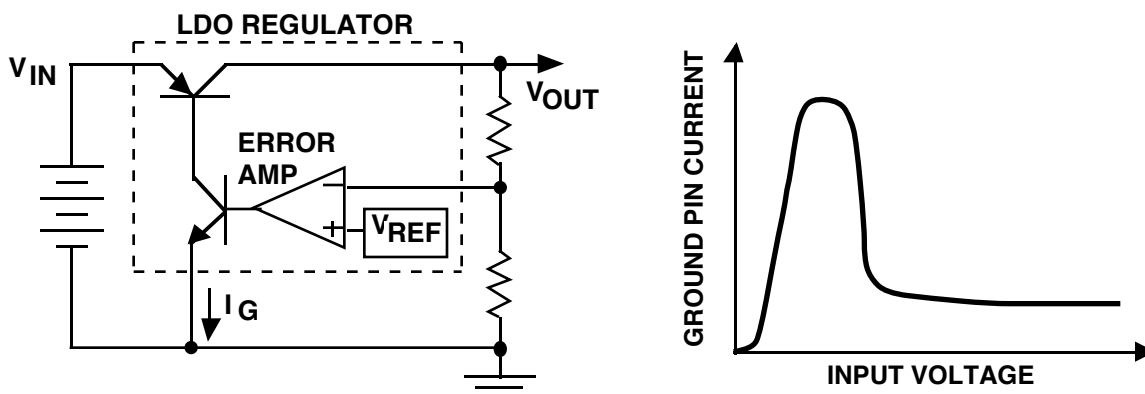 LDO REGULATOR
VIN
VOUT
ERROR
AMP
−
+
VREF
IG
GROUND PIN CURRENT
INPUT VOLTAGE